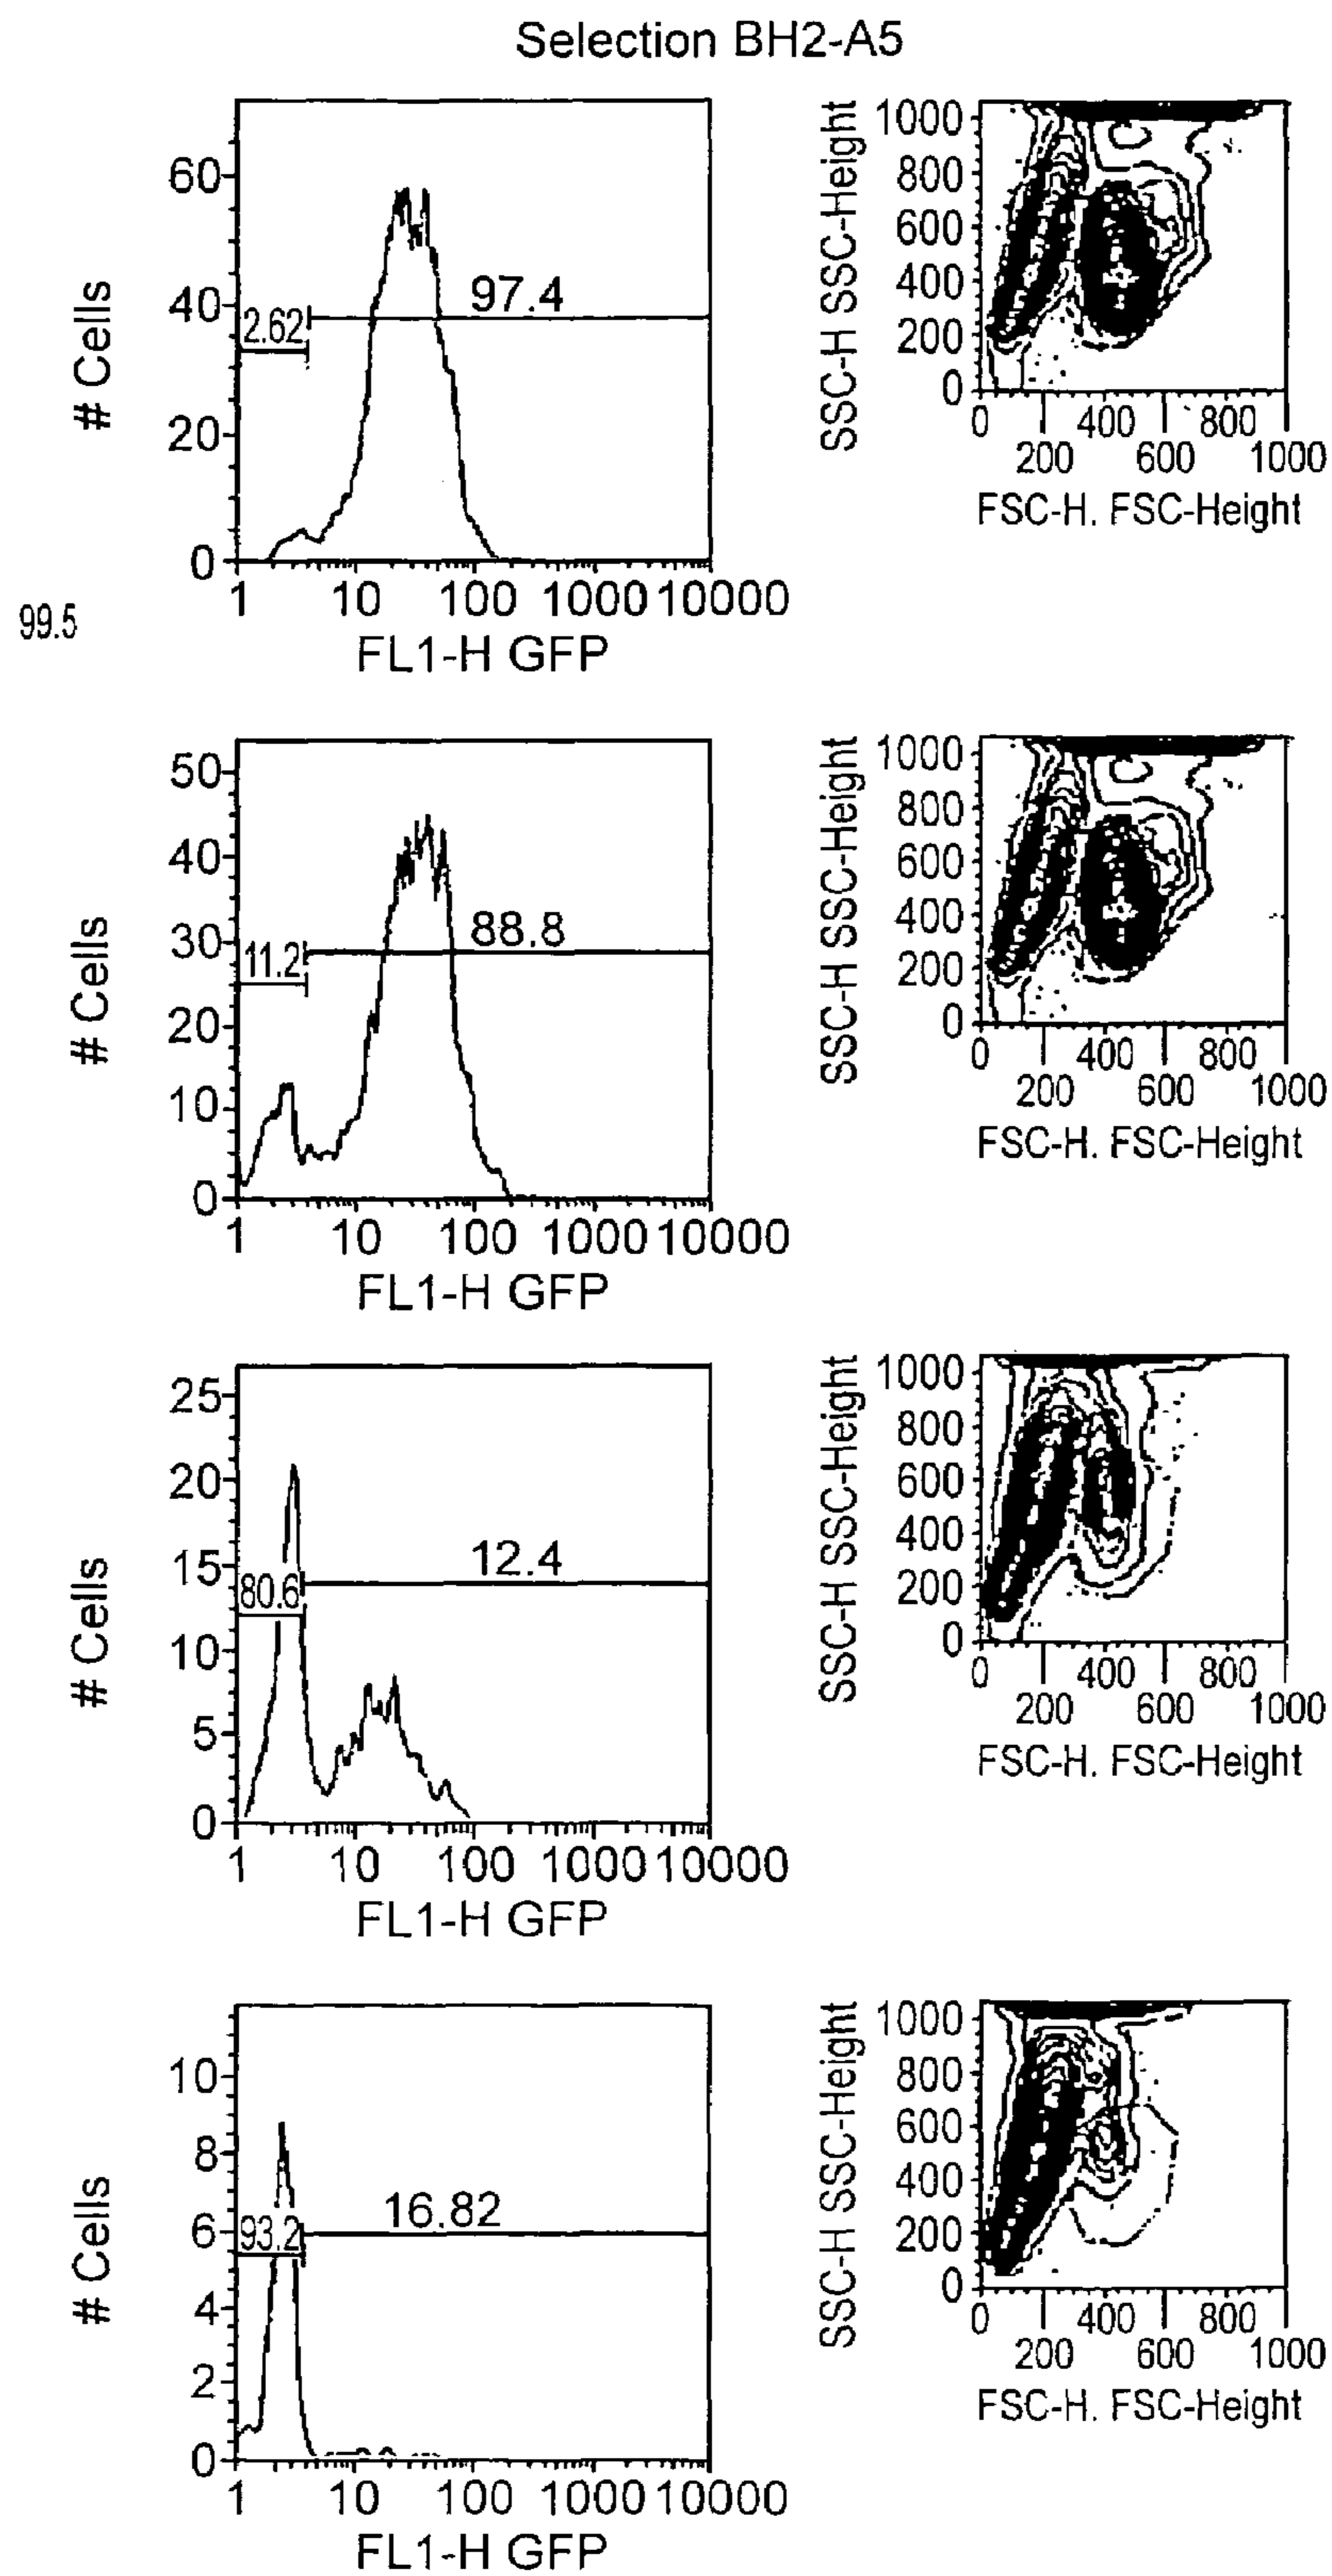 Selection BH2-A5
# Cells
60
40
20
0
2.62
97.4
1 10 100 1000 10000
FL1-H GFP
SSC-H SSC-Height
1000
800
600
400
200
0
0 400 800
200 600 1000
FSC-H. FSC-Height
99.5
# Cells
50
40
30
20
10
0
11.2
88.8
1 10 100 1000 10000
FL1-H GFP
SSC-H SSC-Height
1000
800
600
400
200
0
0 400 800
200 600 1000
FSC-H. FSC-Height
# Cells
25
20
15
10
5
0
80.6
12.4
1 10 100 1000 10000
FL1-H GFP
SSC-H SSC-Height
1000
800
600
400
200
0
0 400 800
200 600 1000
FSC-H. FSC-Height
# Cells
10
8
6
4
2
0
93.2
16.82
1 10 100 1000 10000
FL1-H GFP
SSC-H SSC-Height
1000
800
600
400
200
0
0 400 800
200 600 1000
FSC-H. FSC-Height